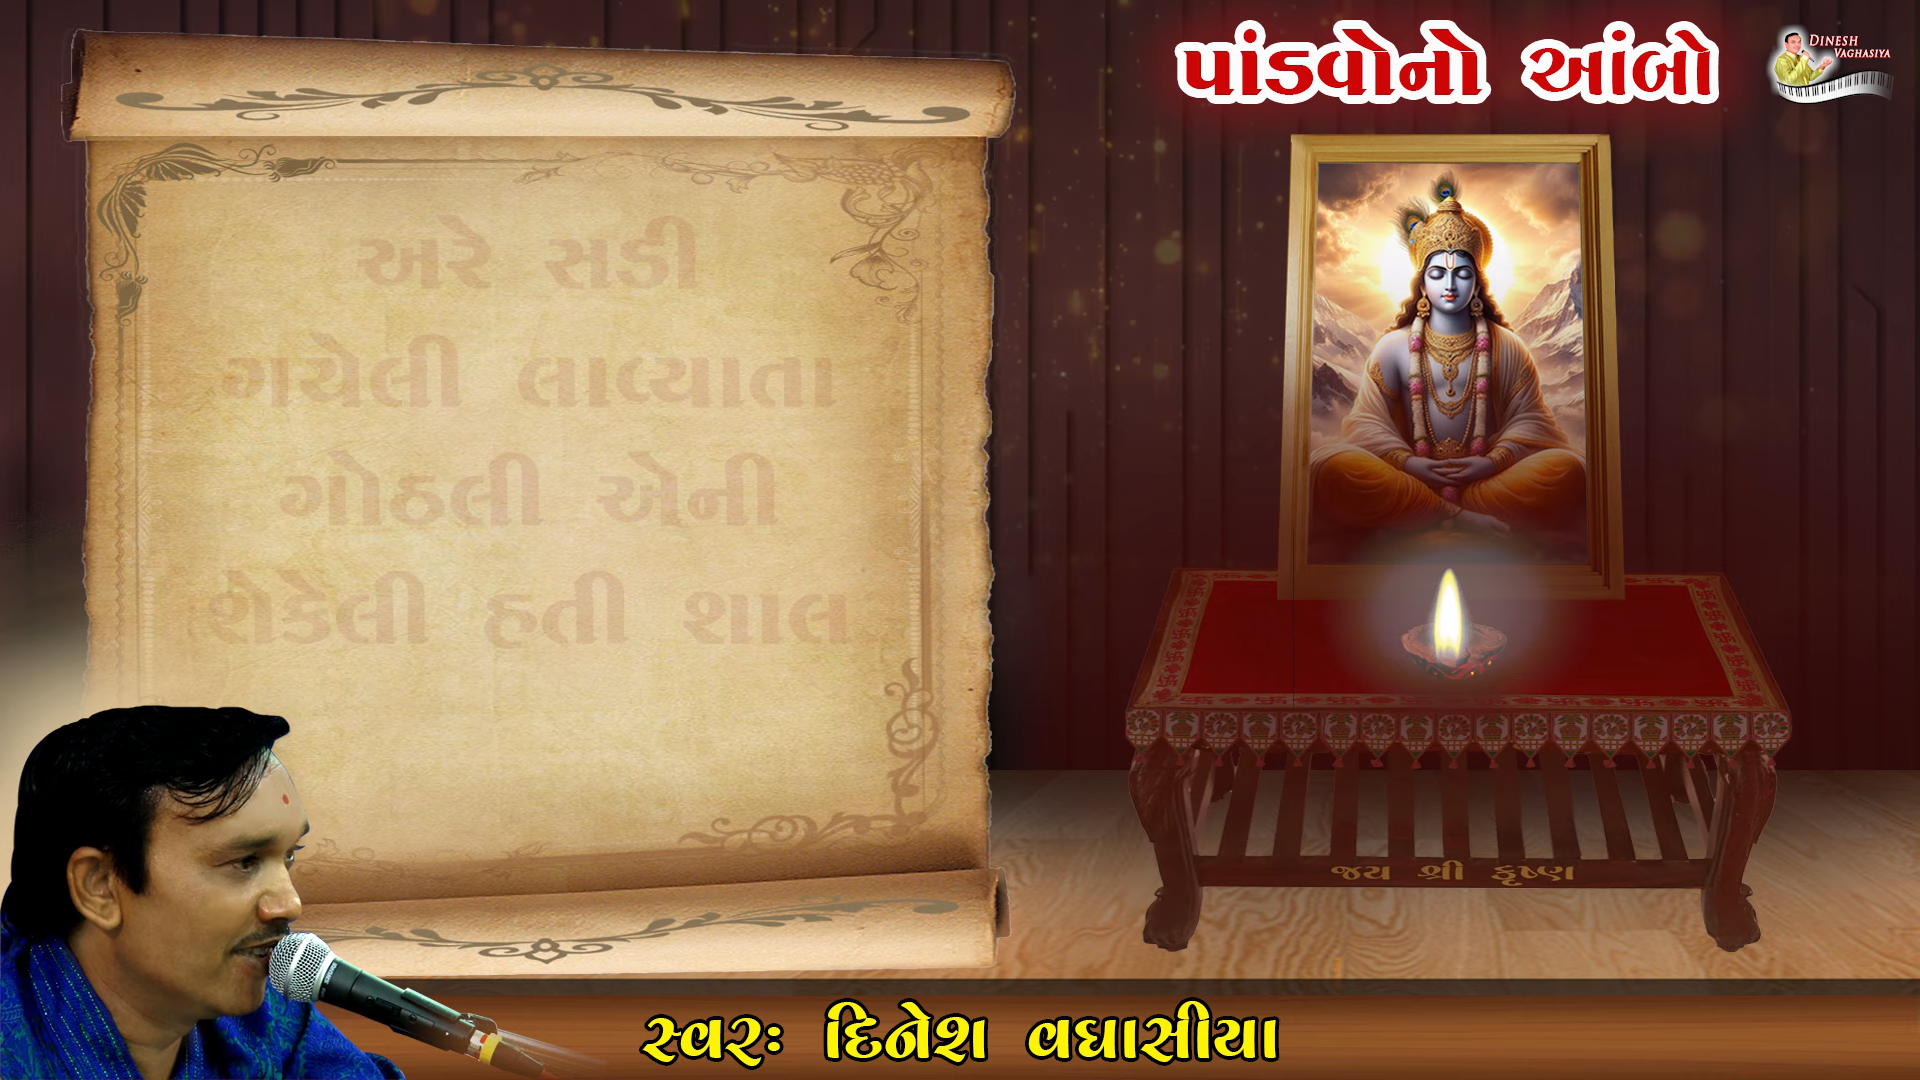 પાંડવોનો આંબો
DINESH
VAGHASIYA
અરે સડી
ગયેલી લાવ્યાતા
ગોઠલી એની
શેકેલી હતી શાલ
જય શ્રી કૃષ્ણ
સ્વરઃ દિનેશ વઘાસીયા